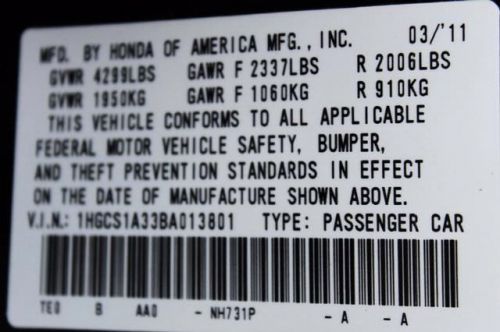 MFD. BY HONDA OF AMERICA MFG., INC. 03/'11
GVWR 4299LBS GAWR F 2337LBS R 2006LBS
GVWR 1950KG GAWR F 1060KG R 910KG
THIS VEHICLE CONFORMS TO ALL APPLICABLE
FEDERAL MOTOR VEHICLE SAFETY, BUMPER,
AND THEFT PREVENTION STANDARDS IN EFFECT
ON THE DATE OF MANUFACTURE SHOWN ABOVE.
V.I.N.: 1HGCS1A33BA013801 TYPE: PASSENGER CAR
TE0 B AA0 - NH731P - A - A